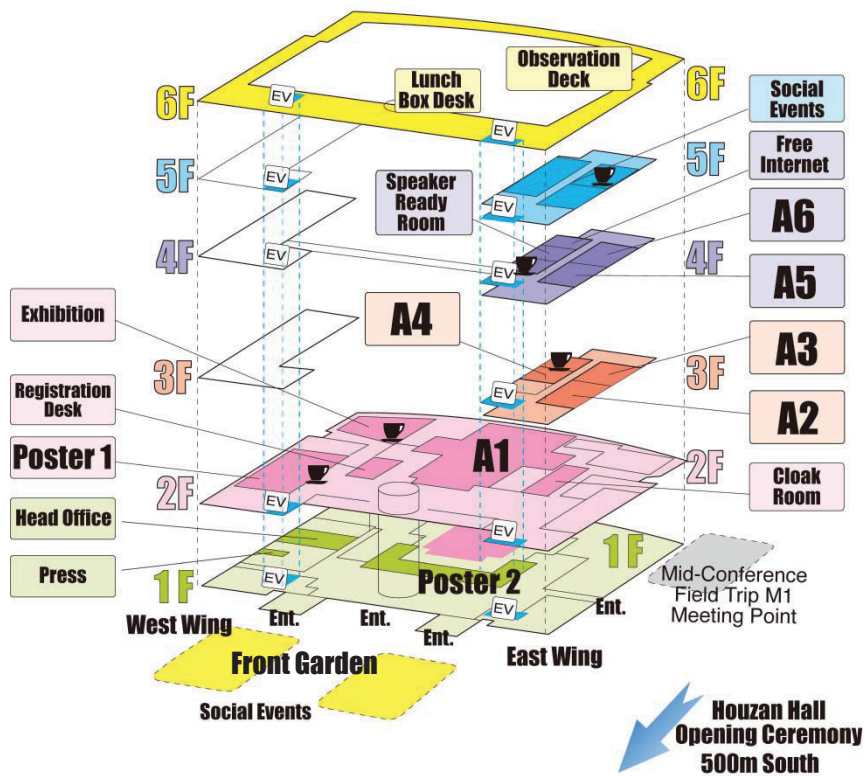 Observation
Deck
Lunch
Box Desk
6F
6F
EV
EV
Social
Events
5F
5F
EV
EV
Free
Internet
Speaker
Ready
Room
A6
4F
4F
EV
A5
Exhibition
A4
A3
3F
3F
EV
Registration
Desk
A2
Poster 1
A1
2F
2F
Cloak
Room
EV
EV
Head Office
Press
1F
1F
EV
EV
Poster 2
Mid-Conference
Field Trip M1
Meeting Point
Ent.
Ent.
Ent.
Ent.
West Wing
East Wing
Front Garden
Social Events
Houzan Hall
Opening Ceremony
500m South